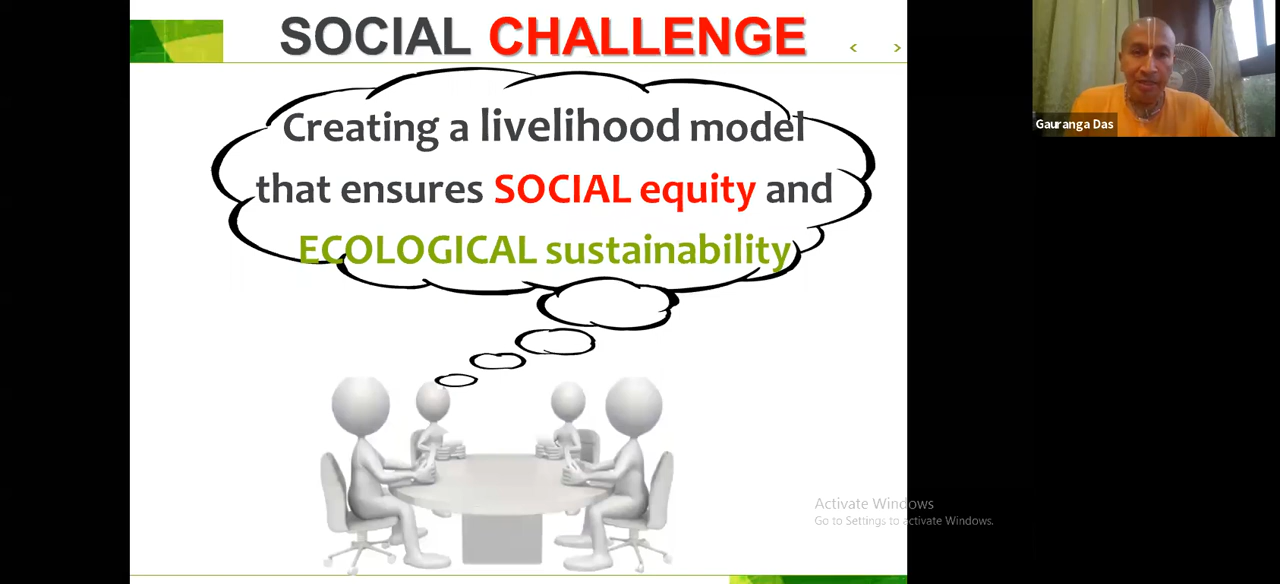 SOCIAL CHALLENGE
Gauranga Das
Creating a livelihood model
that ensures SOCIAL equity and
ECOLOGICAL sustainability
Activate Windows
Go to Settings to activate Windows.